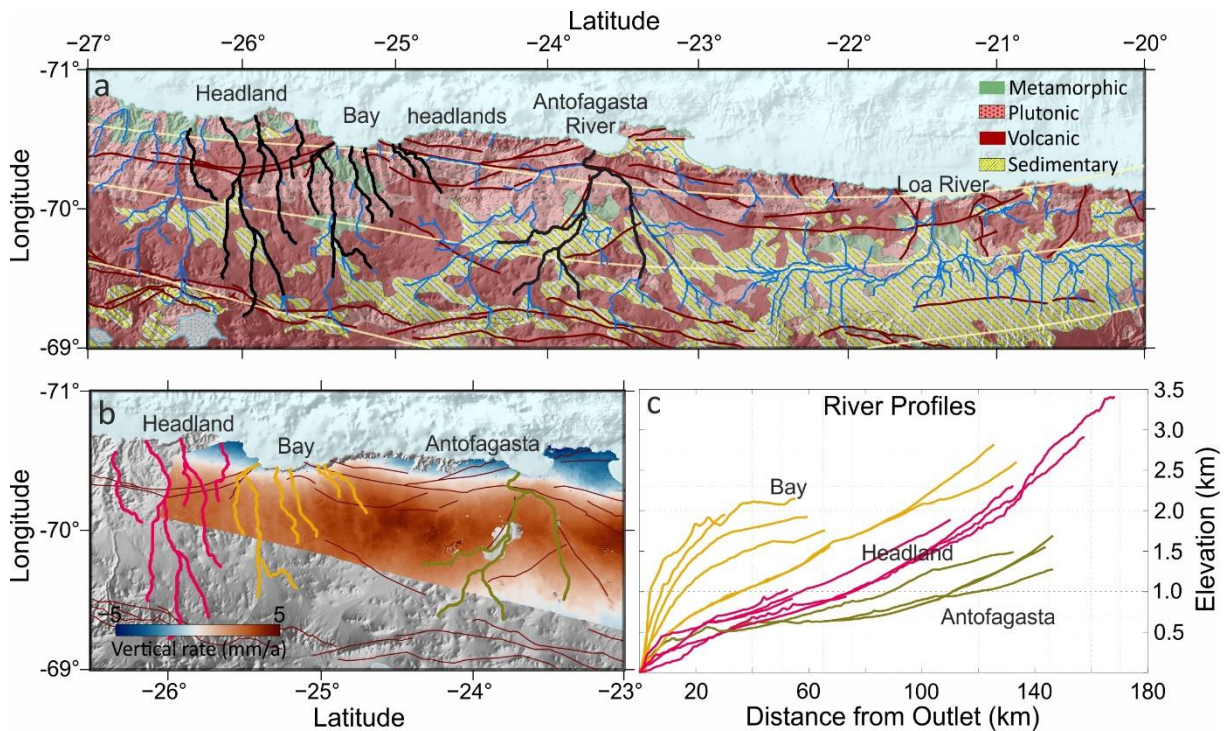 Latitude
−27° −26° −25° −24° −23° −22° −21° −20°
-71°
a
Headland
Bay
headlands
Antofagasta
River
Metamorphic
Plutonic
Volcanic
Sedimentary
Loa River
-70°
Longitude
-69°
-71°
b
Headland
Bay
Antofagasta
-70°
Longitude
−5 5
Vertical rate (mm/a)
-69°
−26° −25° −24° −23
Latitude
c
River Profiles
Bay
Headland
Antofagasta
3.5
3.0
2.5
2.0
1.5
1.0
0.5
Elevation (km)
20 60 100 140 180
Distance from Outlet (km)